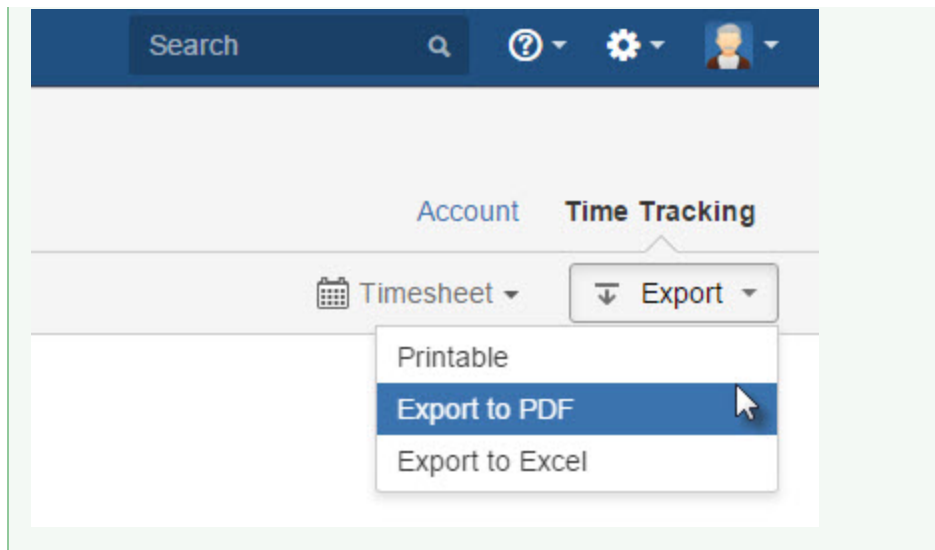 Search
Account Time Tracking
Timesheet Export
Printable
Export to PDF
Export to Excel